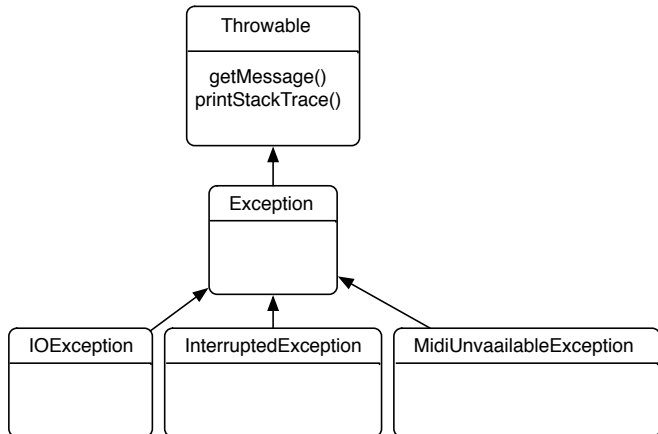 Throwable
getMessage()
printStackTrace()
Exception
IOException
InterruptedException
MidiUnvaailableException